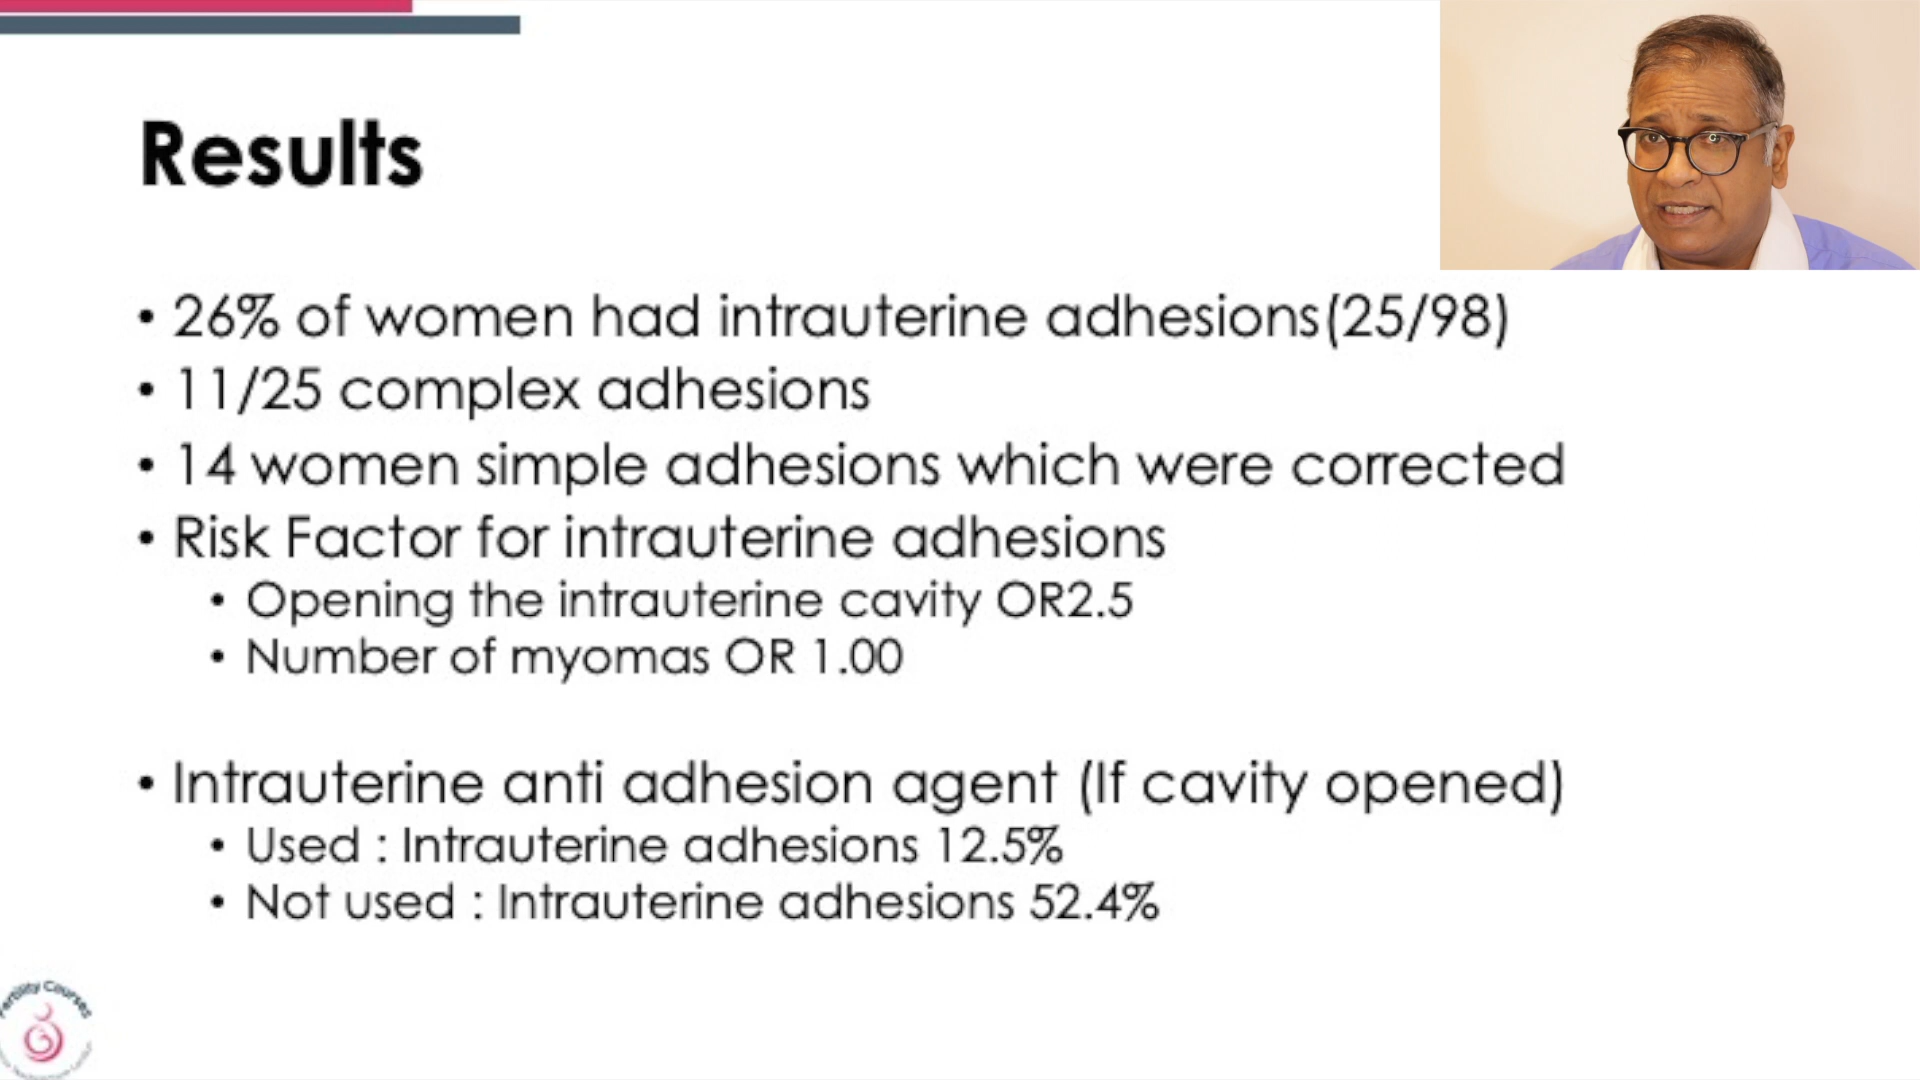 Results
• 26% of women had intrauterine adhesions(25/98)
• 11/25 complex adhesions
• 14 women simple adhesions which were corrected
• Risk Factor for intrauterine adhesions
• Opening the intrauterine cavity OR2.5
• Number of myomas OR 1.00
• Intrauterine anti adhesion agent (If cavity opened)
• Used : Intrauterine adhesions 12.5%
• Not used : Intrauterine adhesions 52.4%
Fertility Courses